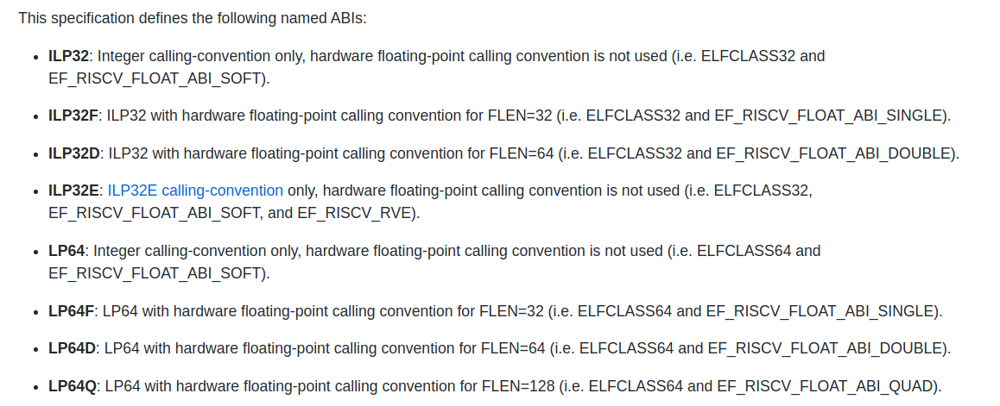 This specification defines the following named ABIs:
• ILP32: Integer calling-convention only, hardware floating-point calling convention is not used (i.e. ELFCLASS32 and
EF_RISCV_FLOAT_ABI_SOFT).
• ILP32F: ILP32 with hardware floating-point calling convention for FLEN=32 (i.e. ELFCLASS32 and EF_RISCV_FLOAT_ABI_SINGLE).
• ILP32D: ILP32 with hardware floating-point calling convention for FLEN=64 (i.e. ELFCLASS32 and EF_RISCV_FLOAT_ABI_DOUBLE).
• ILP32E: ILP32E calling-convention only, hardware floating-point calling convention is not used (i.e. ELFCLASS32,
EF_RISCV_FLOAT_ABI_SOFT, and EF_RISCV_RVE).
• LP64: Integer calling-convention only, hardware floating-point calling convention is not used (i.e. ELFCLASS64 and
EF_RISCV_FLOAT_ABI_SOFT).
• LP64F: LP64 with hardware floating-point calling convention for FLEN=32 (i.e. ELFCLASS64 and EF_RISCV_FLOAT_ABI_SINGLE).
• LP64D: LP64 with hardware floating-point calling convention for FLEN=64 (i.e. ELFCLASS64 and EF_RISCV_FLOAT_ABI_DOUBLE).
• LP64Q: LP64 with hardware floating-point calling convention for FLEN=128 (i.e. ELFCLASS64 and EF_RISCV_FLOAT_ABI_QUAD).